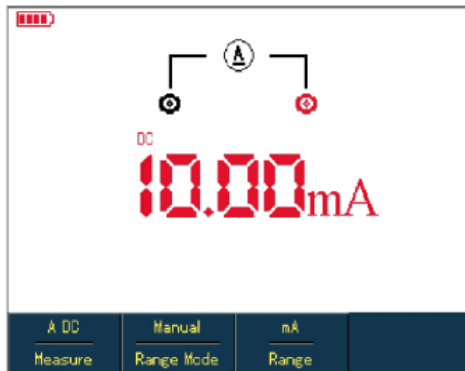 A
DC
10.00mA
A DC Manual mA
Measure Range Mode Range